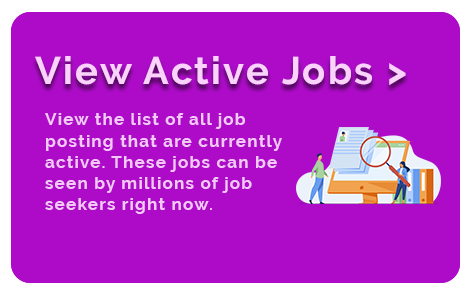 View Active Jobs >
View the list of all job
posting that are currently
active. These jobs can be
seen by millions of job
seekers right now.